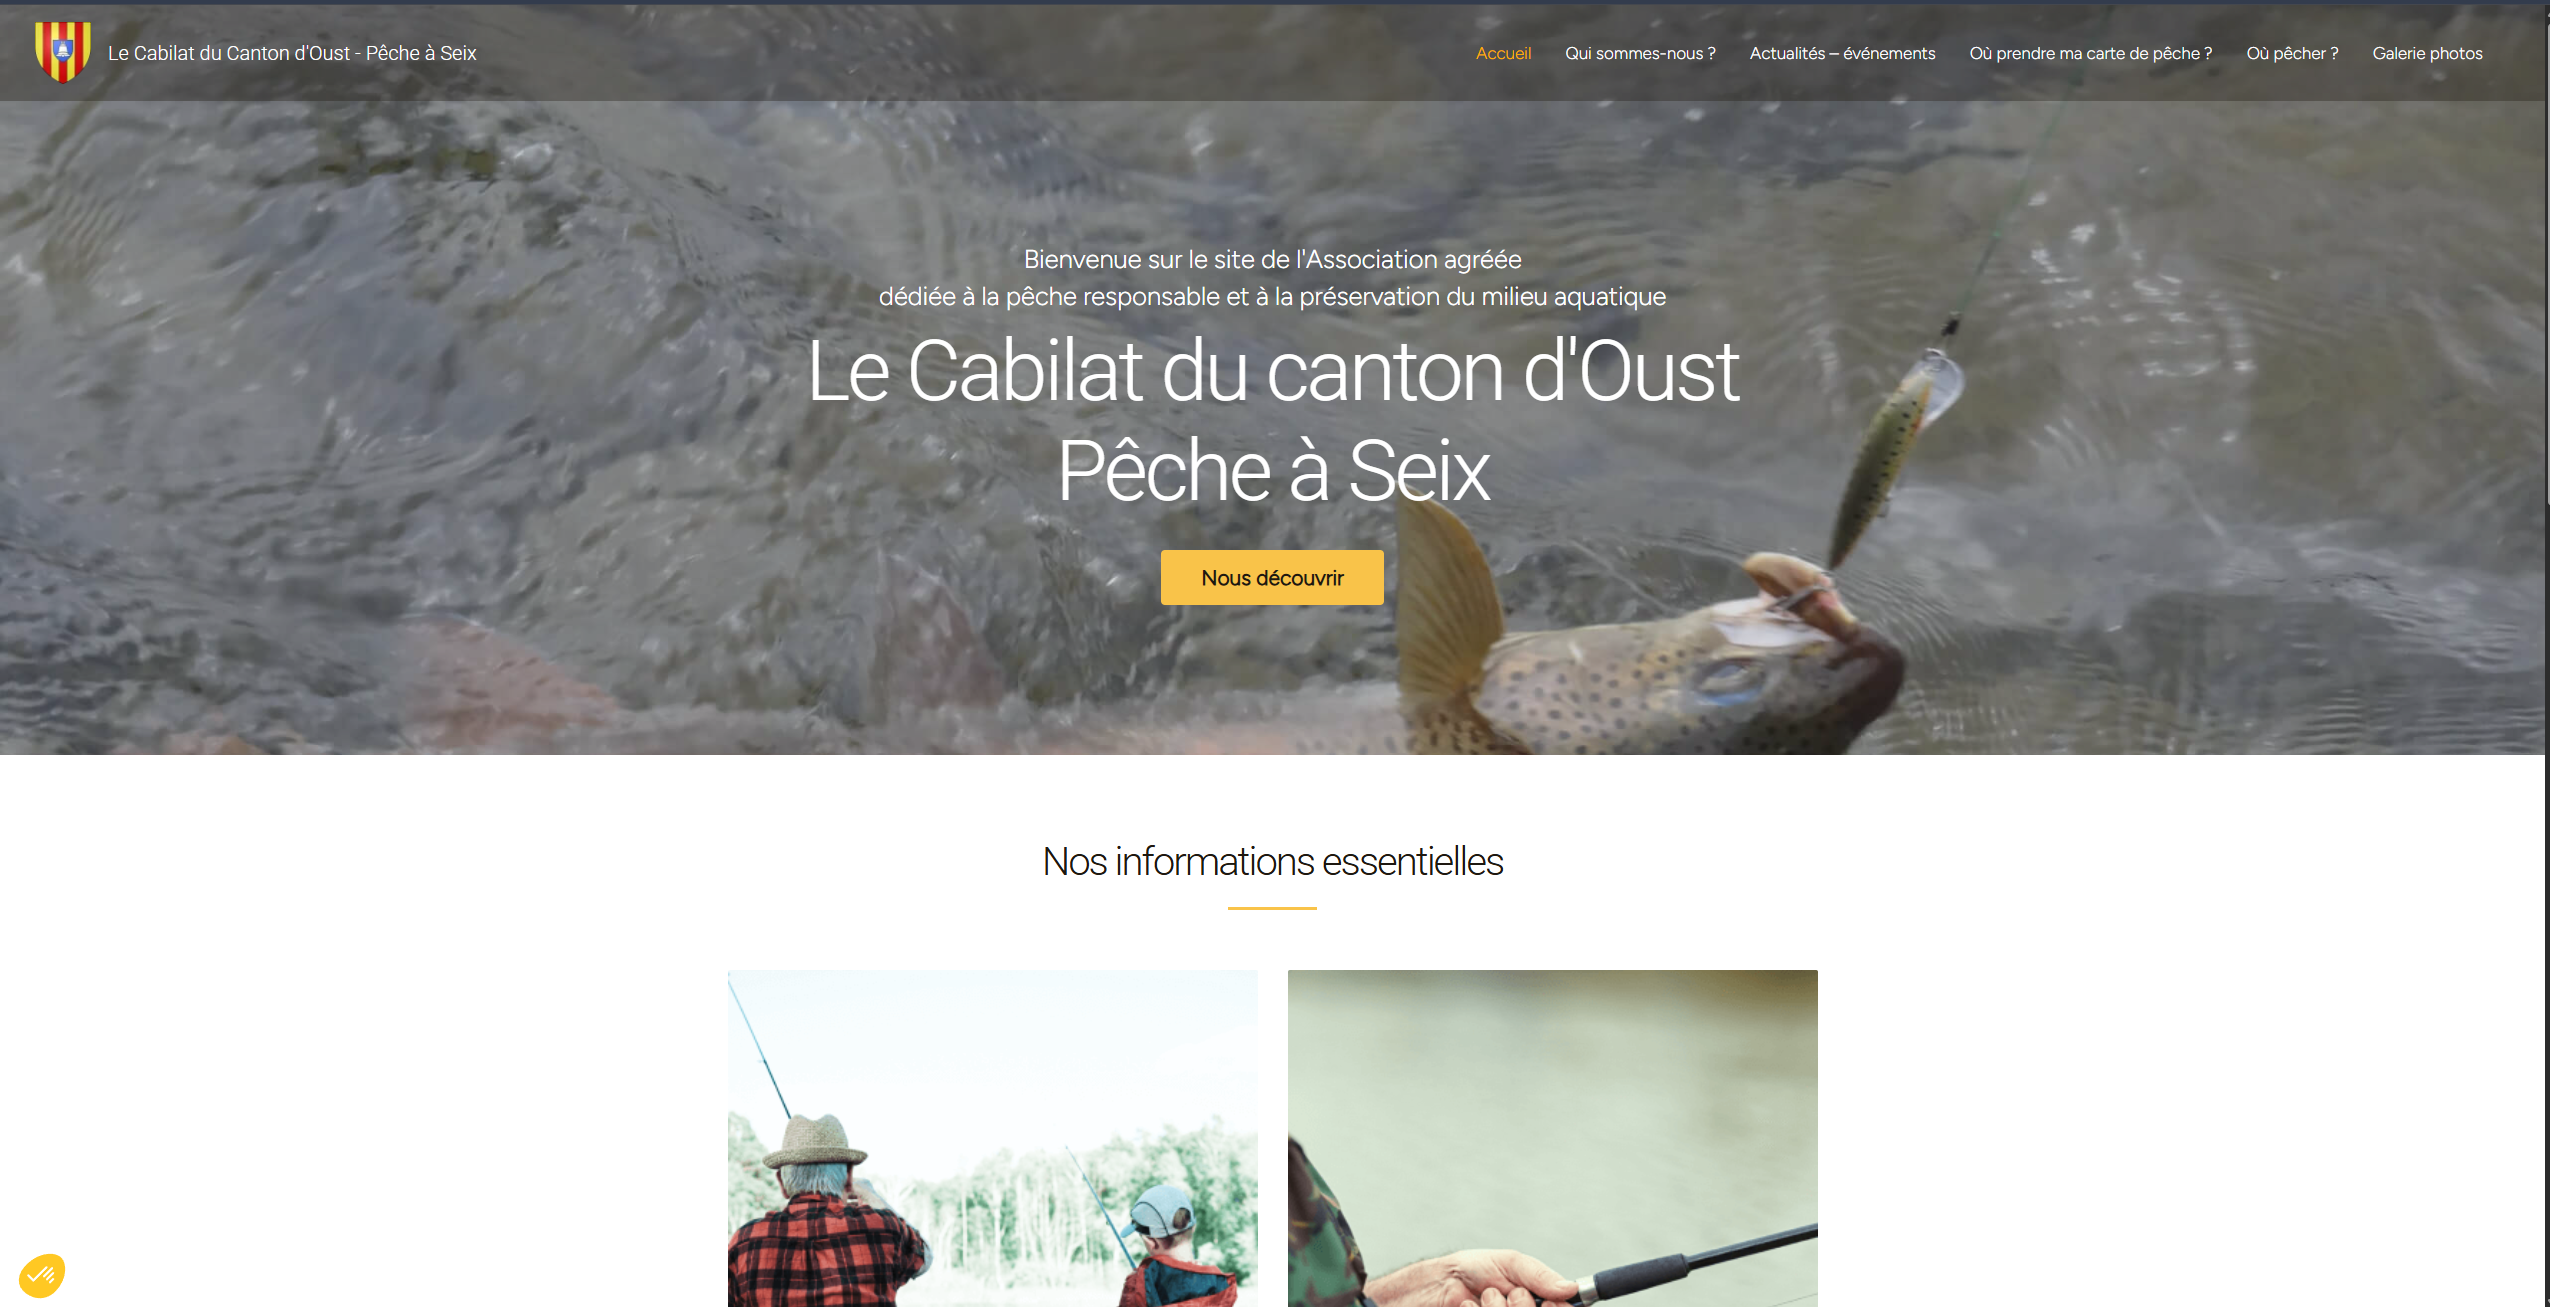 Le Cabilat du Canton d'Oust - Pêche à Seix
Accueil
Qui sommes-nous ?
Actualités – événements
Où prendre ma carte de pêche ?
Où pêcher ?
Galerie photos
Bienvenue sur le site de l'Association agréée
dédiée à la pêche responsable et à la préservation du milieu aquatique
Le Cabilat du canton d'Oust
Pêche à Seix
Nous découvrir
Nos informations essentielles